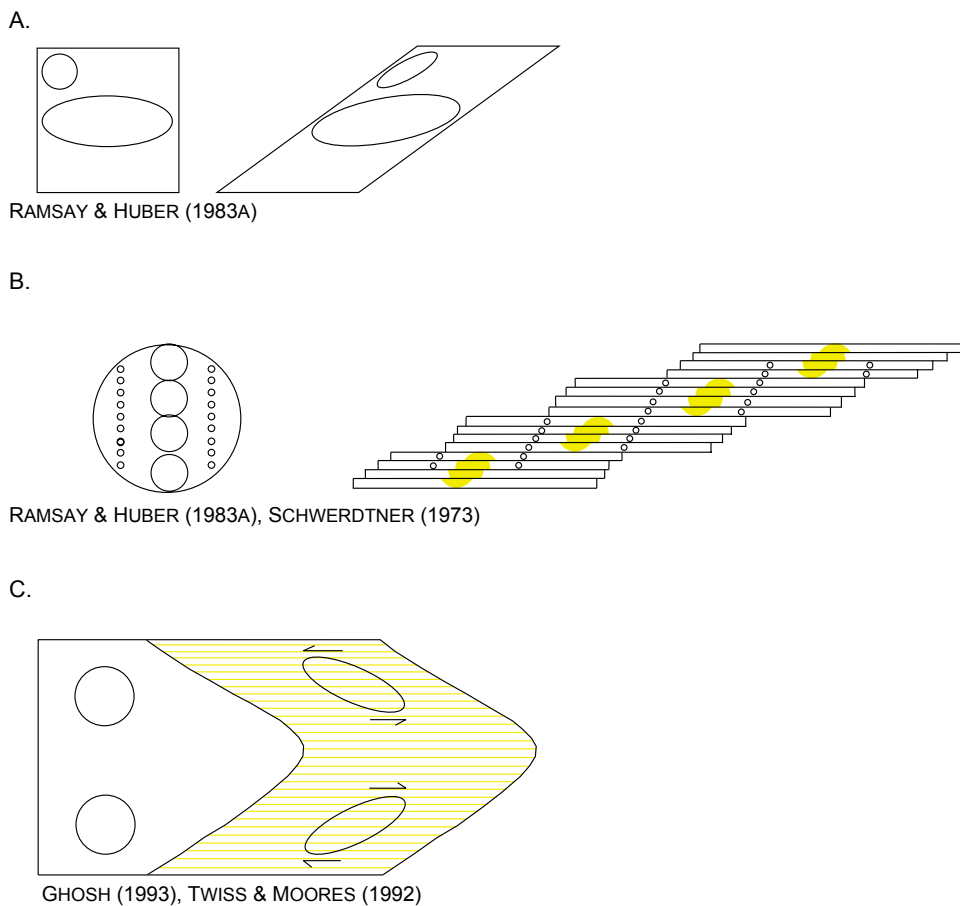 A.
RAMSAY & HUBER (1983A)
B.
RAMSAY & HUBER (1983A), SCHWERDTNER (1973)
C.
GHOSH (1993), TWISS & MOORES (1992)